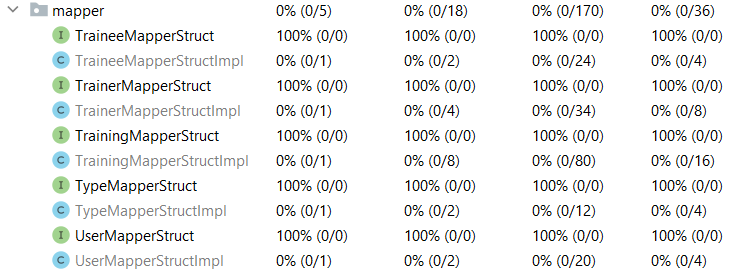 mapper 0% (0/5) 0% (0/18) 0% (0/170) 0% (0/36)
I TraineeMapperStruct 100% (0/0) 100% (0/0) 100% (0/0) 100% (0/0)
C TraineeMapperStructImpl 0% (0/1) 0% (0/2) 0% (0/24) 0% (0/4)
I TrainerMapperStruct 100% (0/0) 100% (0/0) 100% (0/0) 100% (0/0)
C TrainerMapperStructImpl 0% (0/1) 0% (0/4) 0% (0/34) 0% (0/8)
I TrainingMapperStruct 100% (0/0) 100% (0/0) 100% (0/0) 100% (0/0)
C TrainingMapperStructImpl 0% (0/1) 0% (0/8) 0% (0/80) 0% (0/16)
I TypeMapperStruct 100% (0/0) 100% (0/0) 100% (0/0) 100% (0/0)
C TypeMapperStructImpl 0% (0/1) 0% (0/2) 0% (0/12) 0% (0/4)
I UserMapperStruct 100% (0/0) 100% (0/0) 100% (0/0) 100% (0/0)
C UserMapperStructImpl 0% (0/1) 0% (0/2) 0% (0/20) 0% (0/4)